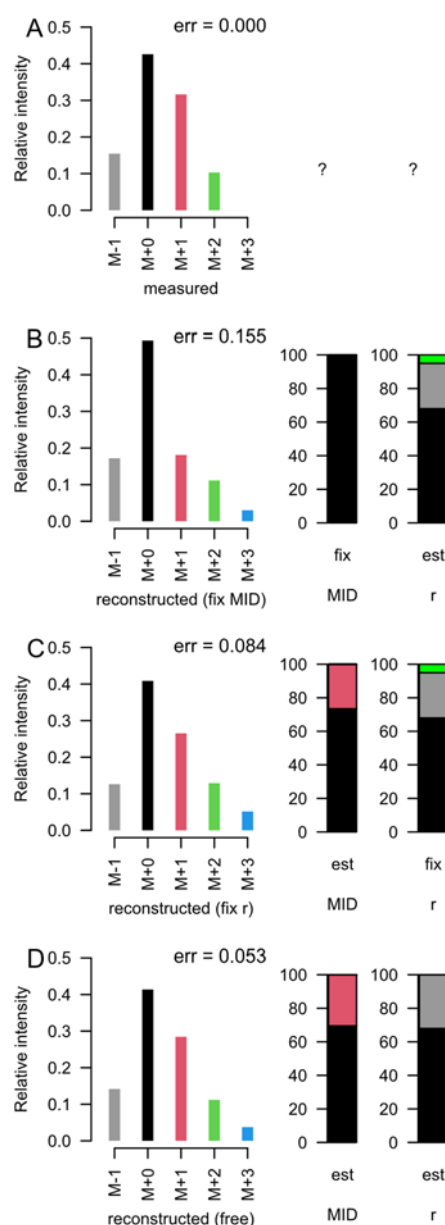 A
err = 0.000
Relative intensity
0.5
0.4
0.3
0.2
0.1
0.0
M-1 M+0 M+1 M+2 M+3
measured
? ?
B
err = 0.155
Relative intensity
0.5
0.4
0.3
0.2
0.1
0.0
M-1 M+0 M+1 M+2 M+3
reconstructed (fix MID)
100 100
80 80
60 60
40 40
20 20
0 0
fix est
MID r
C
err = 0.084
Relative intensity
0.5
0.4
0.3
0.2
0.1
0.0
M-1 M+0 M+1 M+2 M+3
reconstructed (fix r)
100 100
80 80
60 60
40 40
20 20
0 0
est fix
MID r
D
err = 0.053
Relative intensity
0.5
0.4
0.3
0.2
0.1
0.0
M-1 M+0 M+1 M+2 M+3
reconstructed (free)
100 100
80 80
60 60
40 40
20 20
0 0
est est
MID r